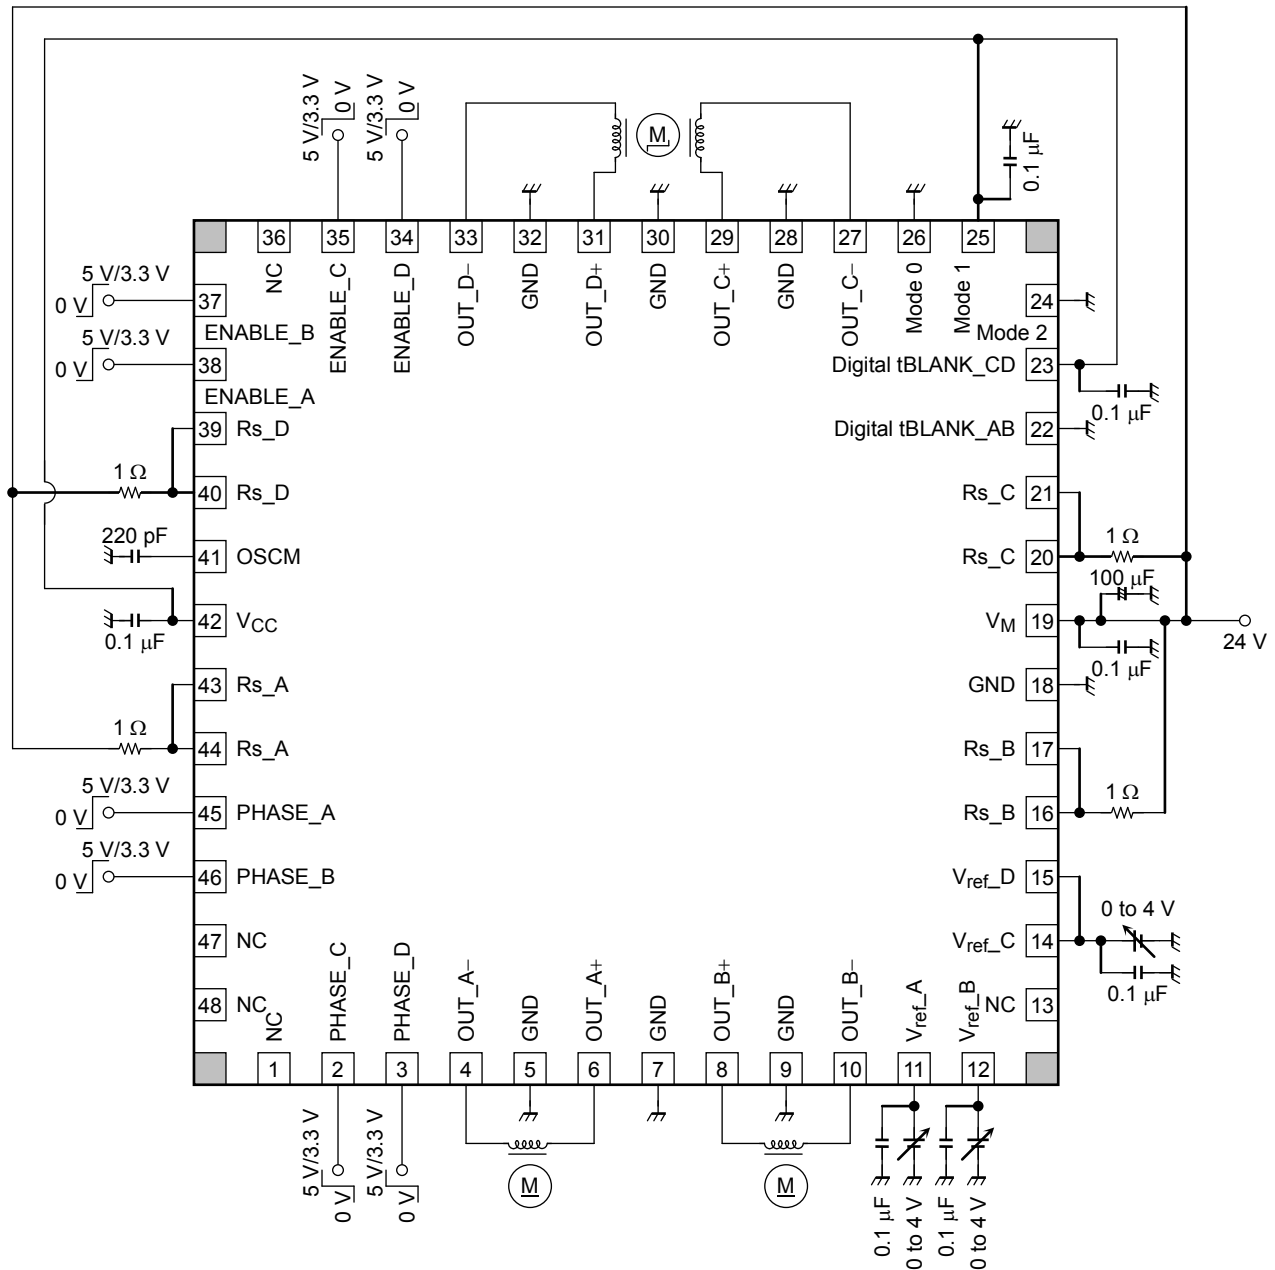 5 V/3.3 V
0 V
5 V/3.3 V
0 V
M
M
0.1 μF
36
35
34
33
32
31
30
29
28
27
26
25
NC
ENABLE_C
ENABLE_D
OUT_D−
GND
OUT_D+
GND
OUT_C+
GND
OUT_C−
Mode 0
Mode 1
5 V/3.3 V
0 V
37
ENABLE_B
24
Mode 2
5 V/3.3 V
0 V
38
ENABLE_A
Digital tBLANK_CD
23
0.1 μF
39
Rs_D
Digital tBLANK_AB
22
1 Ω
40
Rs_D
Rs_C
21
220 pF
41
OSCM
Rs_C
20
1 Ω
100 μF
0.1 μF
42
VCC
VM
19
24 V
0.1 μF
43
Rs_A
GND
18
1 Ω
44
Rs_A
Rs_B
17
5 V/3.3 V
0 V
45
PHASE_A
Rs_B
16
1 Ω
5 V/3.3 V
0 V
46
PHASE_B
Vref_D
15
0 to 4 V
47
NC
Vref_C
14
0.1 μF
48
NC
NC
13
NC
PHASE_C
PHASE_D
OUT_A−
GND
OUT_A+
GND
OUT_B+
GND
OUT_B−
Vref_A
Vref_B
1
2
3
4
5
6
7
8
9
10
11
12
5 V/3.3 V
0 V
5 V/3.3 V
0 V
M
M
0.1 μF
0 to 4 V
0.1 μF
0 to 4 V